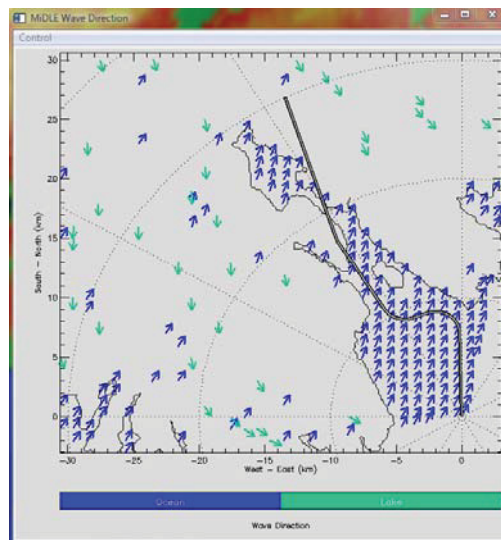 MiDLE Wave Direction
Control
30
25
20
15
10
5
0
South - North (km)
-30 -25 -20 -15 -10 -5 0
West - East (km)
Ocean Lake
Wave Direction